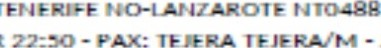 TENERIFE NO-LANZAROTE NT0488
22:50 - PAX: TEJERA TEJERA/M -